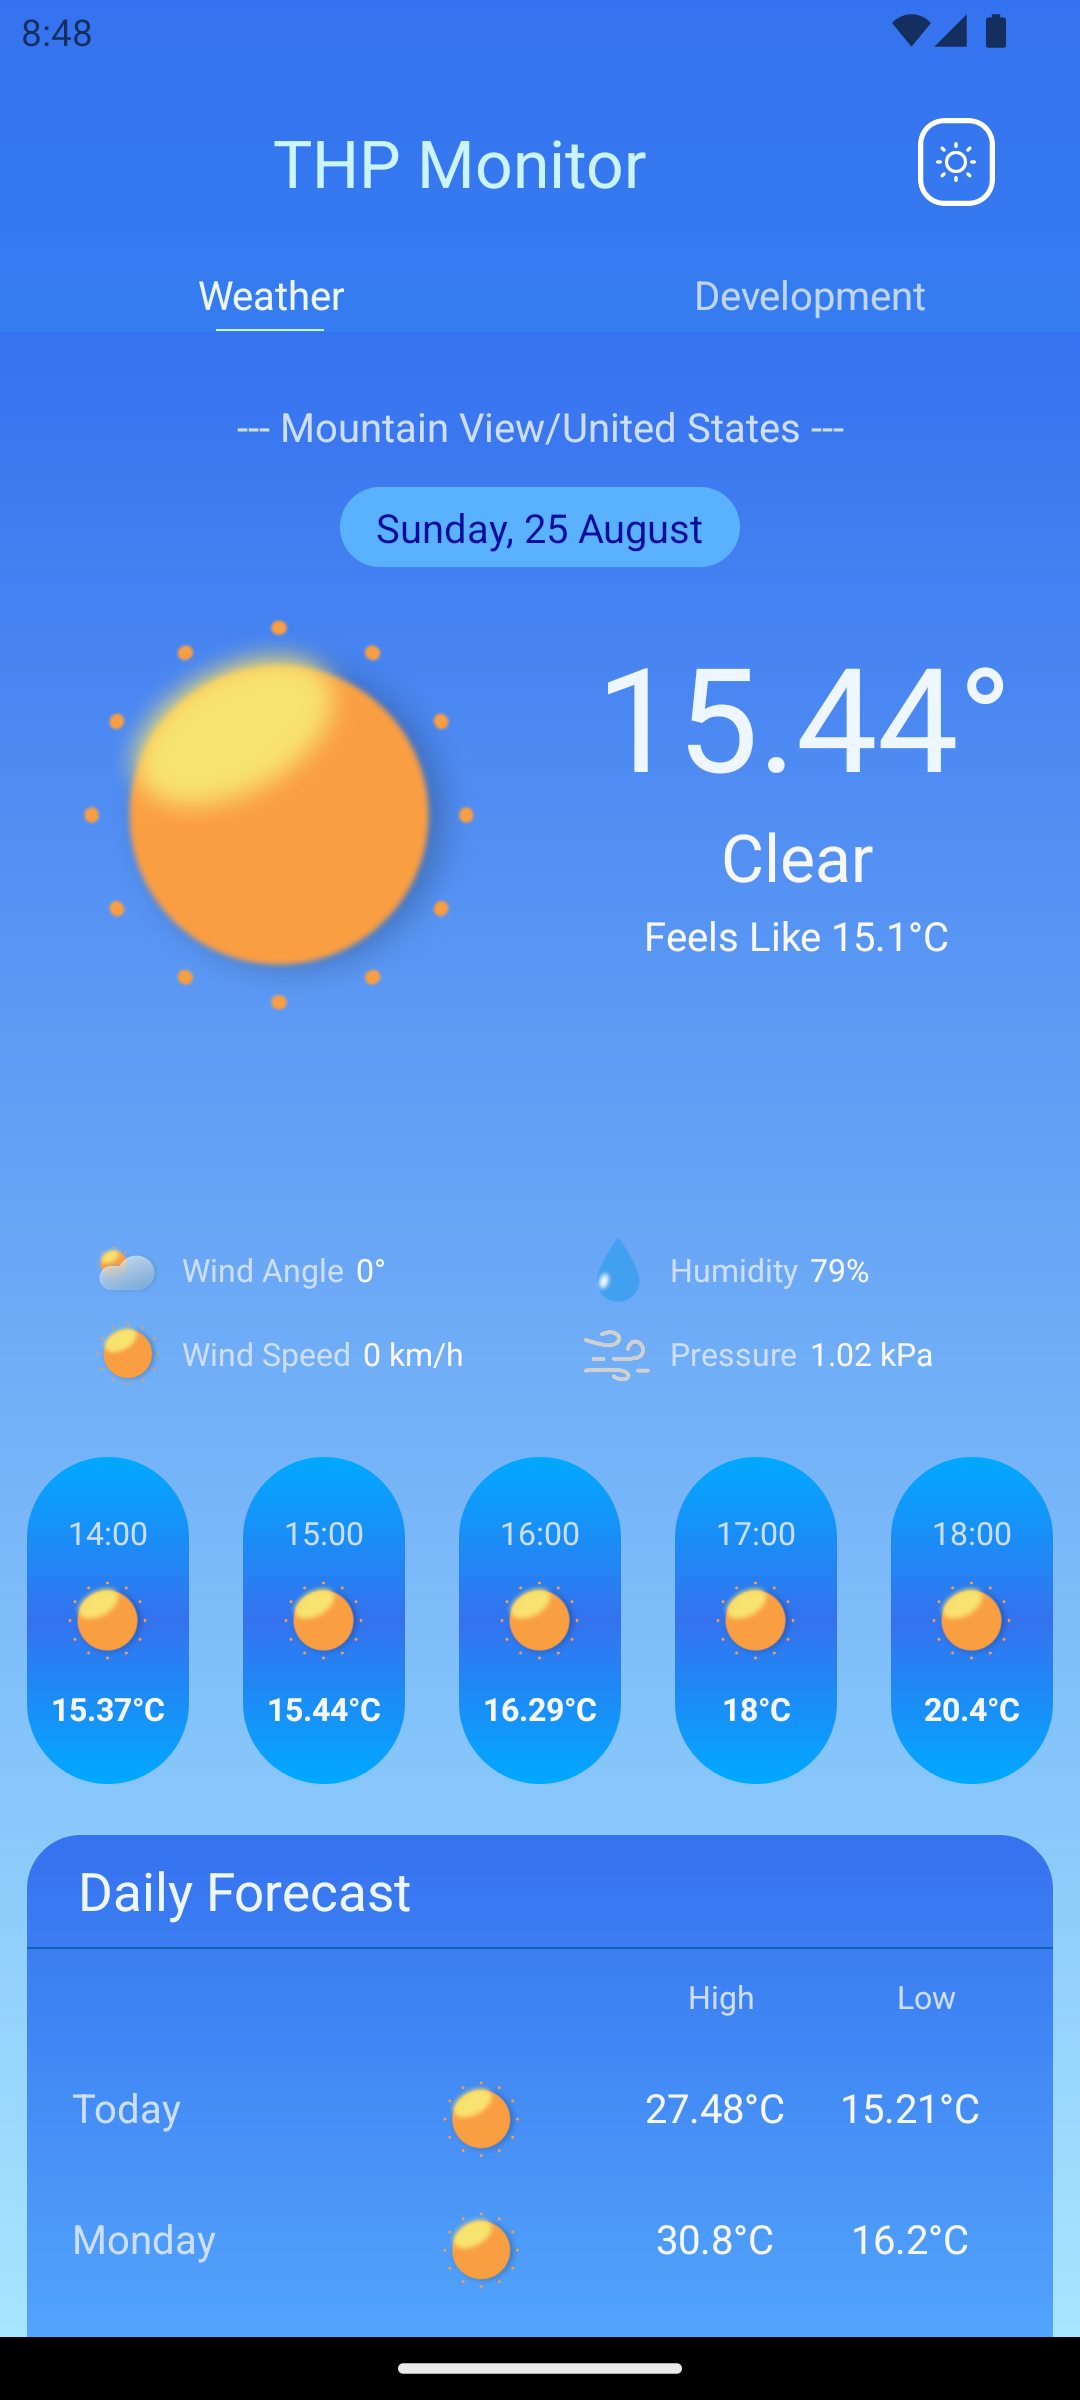 8:48
THP Monitor
Weather Development
--- Mountain View/United States ---
Sunday, 25 August
15.44°
Clear
Feels Like 15.1°C
Wind Angle 0° Humidity 79%
Wind Speed 0 km/h Pressure 1.02 kPa
14:00 15:00 16:00 17:00 18:00
15.37°C 15.44°C 16.29°C 18°C 20.4°C
Daily Forecast
High Low
Today 27.48°C 15.21°C
Monday 30.8°C 16.2°C